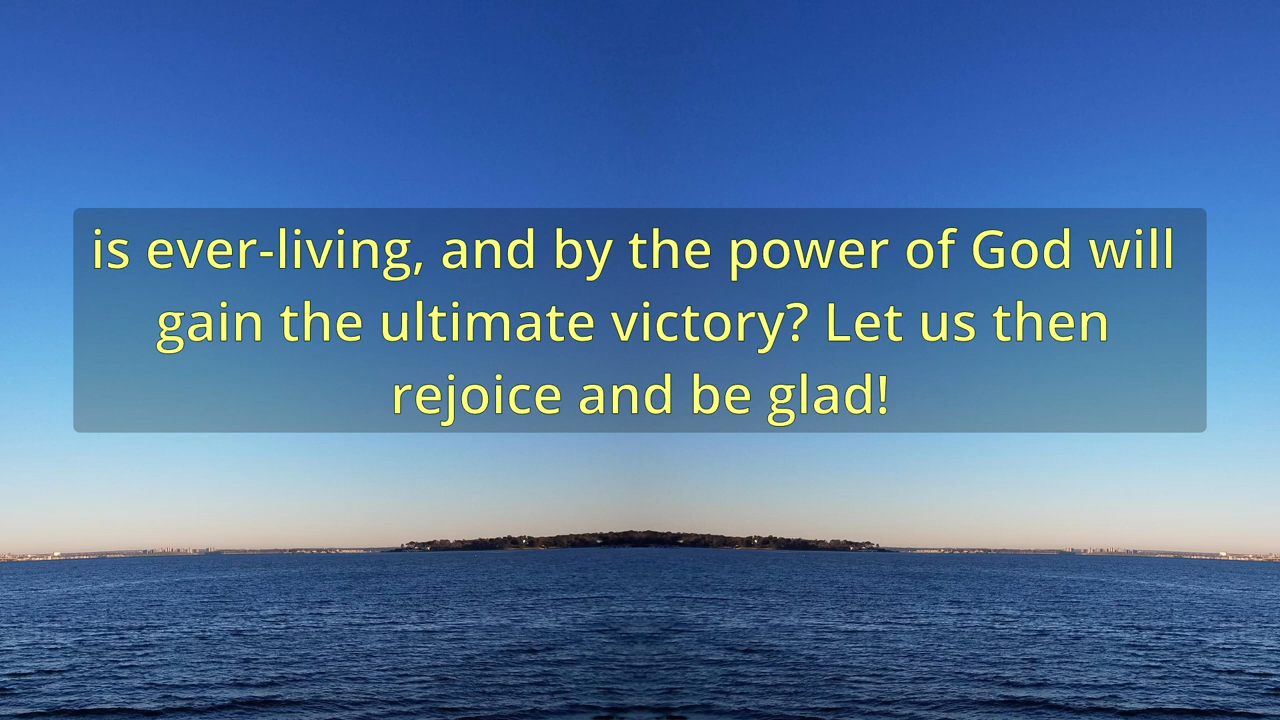 is ever-living, and by the power of God will
gain the ultimate victory? Let us then
rejoice and be glad!